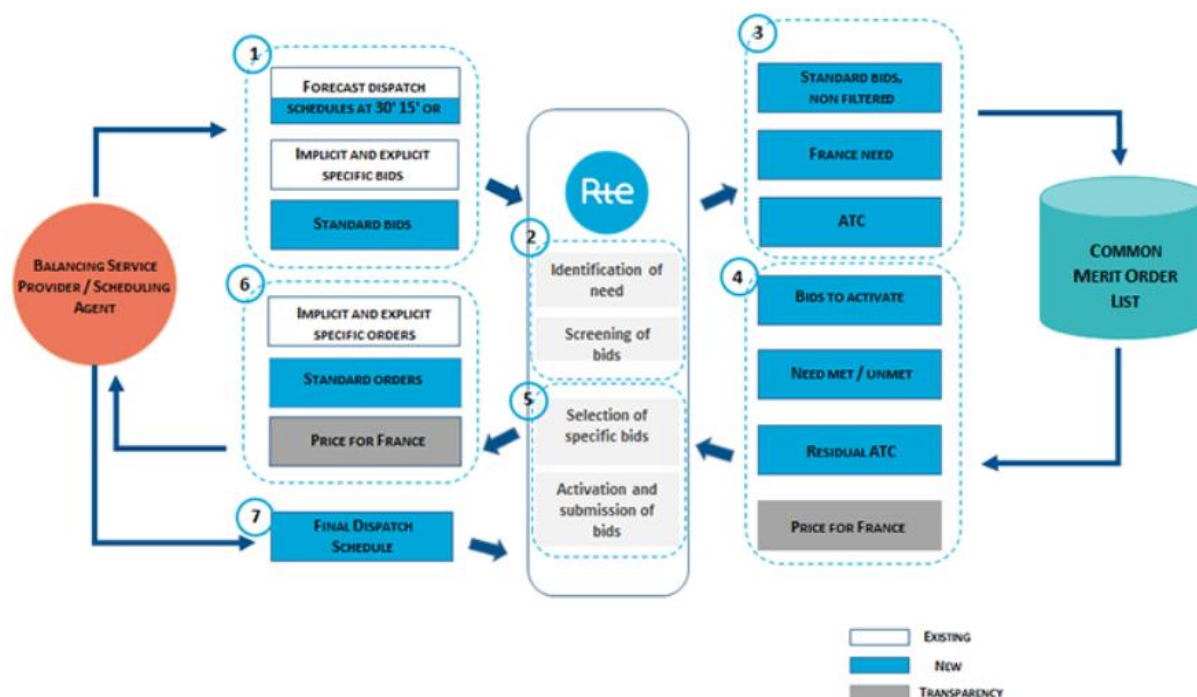 1
FORECAST DISPATCH
SCHEDULES AT 30' 15' OR
IMPLICIT AND EXPLICIT
SPECIFIC BIDS
STANDARD BIDS
BALANCING SERVICE
PROVIDER / SCHEDULING
AGENT
6
IMPLICIT AND EXPLICIT
SPECIFIC ORDERS
STANDARD ORDERS
PRICE FOR FRANCE
7
FINAL DISPATCH
SCHEDULE
Rte
2
Identification of
need
Screening of
bids
5
Selection of
specific bids
Activation and
submission of
bids
3
STANDARD BIDS,
NON FILTERED
FRANCE NEED
ATC
4
BIDS TO ACTIVATE
NEED MET / UNMET
RESIDUAL ATC
PRICE FOR FRANCE
COMMON
MERIT ORDER
LIST
EXISTING
NEW
TRANSPARENCY